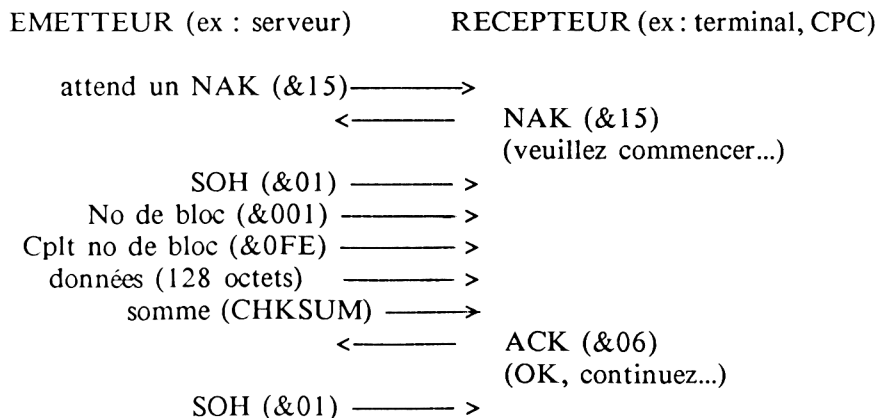 EMETTEUR (ex : serveur) RECEPTEUR (ex : terminal, CPC)
attend un NAK (&15)
NAK (&15)
(veuillez commencer...)
SOH (&01)
No de bloc (&001)
Cplt no de bloc (&0FE)
données (128 octets)
somme (CHKSUM)
ACK (&06)
(OK, continuez...)
SOH (&01)